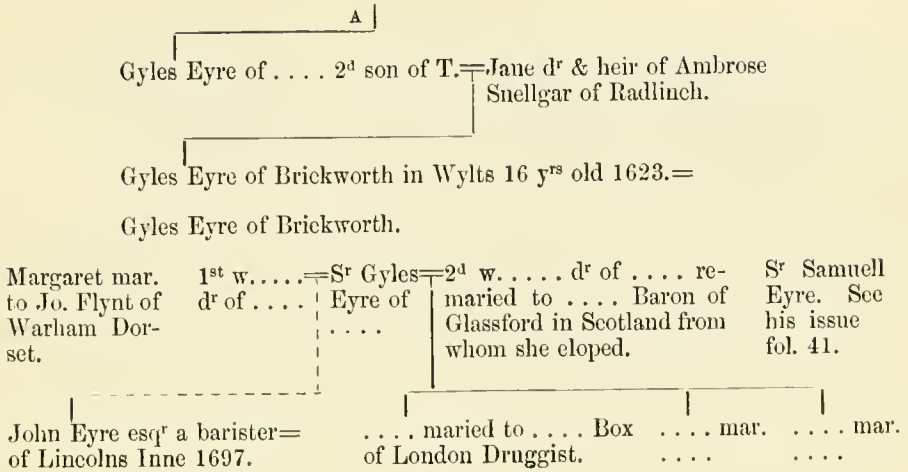 A
Gyles Eyre of .... 2ᵈ son of T.=Jane dʳ & heir of Ambrose
Snellgar of Radlinch.
Gyles Eyre of Brickworth in Wylts 16 yʳˢ old 1623.=
Gyles Eyre of Brickworth.
Margaret mar.
to Jo. Flynt of
Warham Dor-
set.
1ˢᵗ w.....=Sʳ Gyles=2ᵈ w..... dʳ of .... re-
dʳ of .... Eyre of maried to .... Baron of
.... Glassford in Scotland from
whom she eloped.
Sʳ Samuell
Eyre. See
his issue
fol. 41.
John Eyre esqʳ a barister=
of Lincolns Inne 1697.
.... maried to .... Box
of London Druggist.
.... mar.
....
.... mar.
....